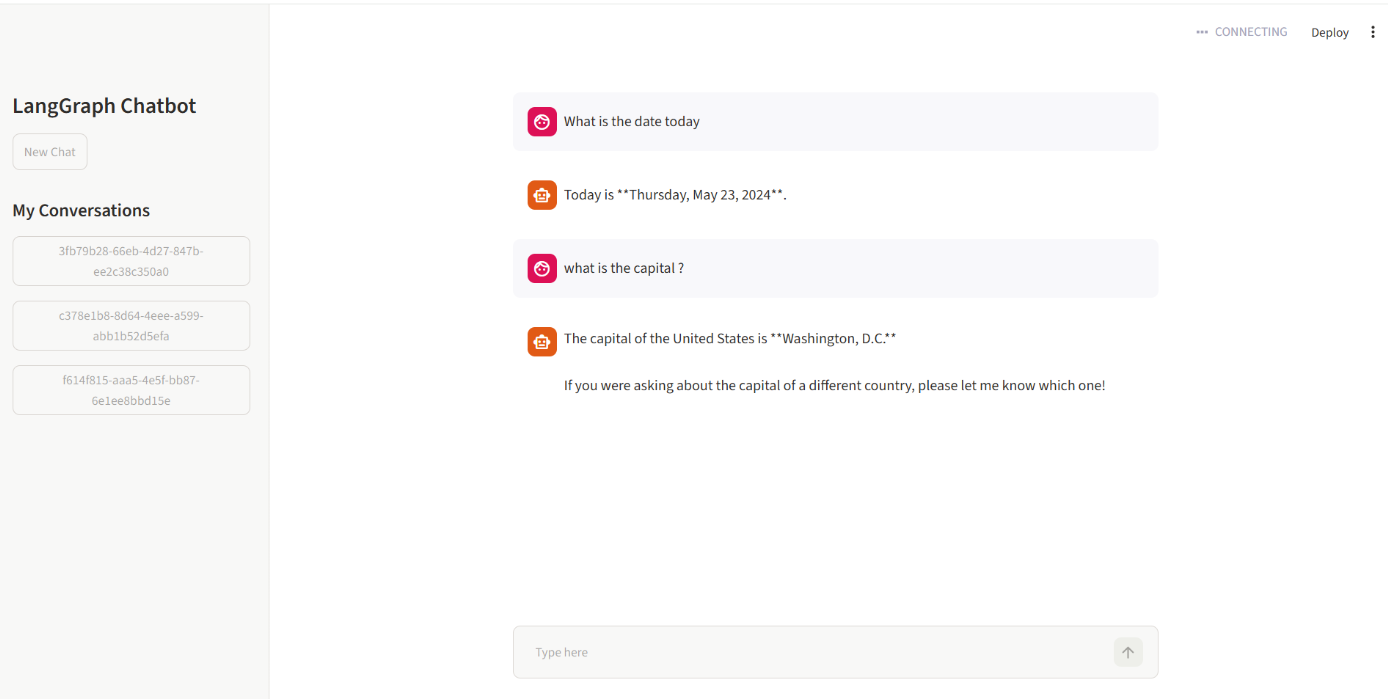 CONNECTING
Deploy
LangGraph Chatbot
New Chat
My Conversations
3fb79b28-66eb-4d27-847b-
ee2c38c350a0
c378e1b8-8d64-4eee-a599-
abb1b52d5efa
f614f815-aaa5-4e5f-bb87-
6e1ee8bbd15e
What is the date today
Today is **Thursday, May 23, 2024**.
what is the capital ?
The capital of the United States is **Washington, D.C.**
If you were asking about the capital of a different country, please let me know which one!
Type here